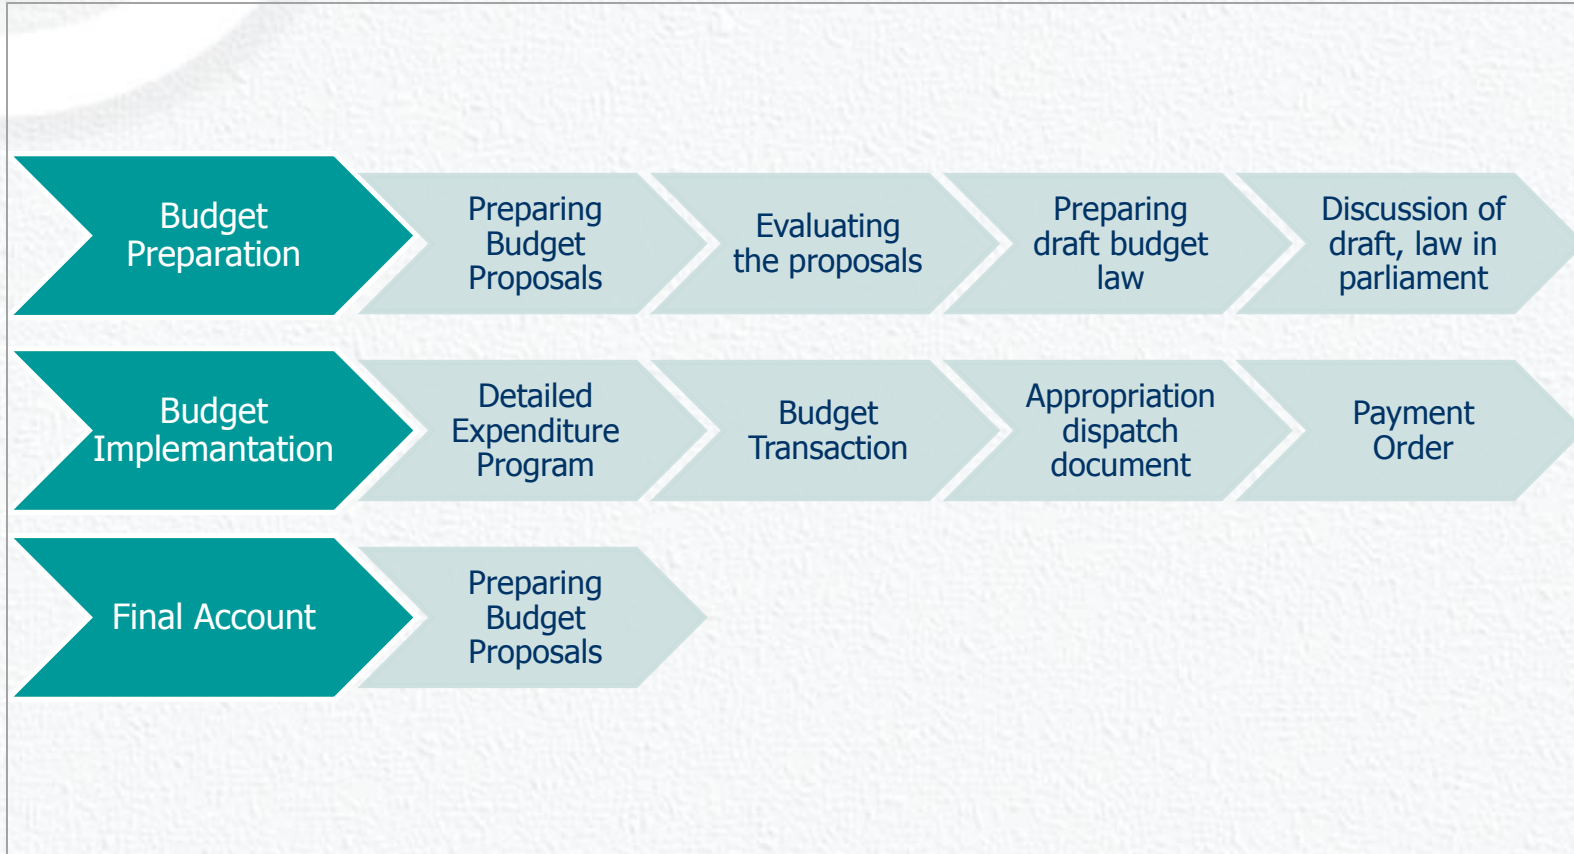 Budget
Preparation
Preparing
Budget
Proposals
Evaluating
the proposals
Preparing
draft budget
law
Discussion of
draft, law in
parliament
Budget
Implemantation
Detailed
Expenditure
Program
Budget
Transaction
Appropriation
dispatch
document
Payment
Order
Final Account
Preparing
Budget
Proposals